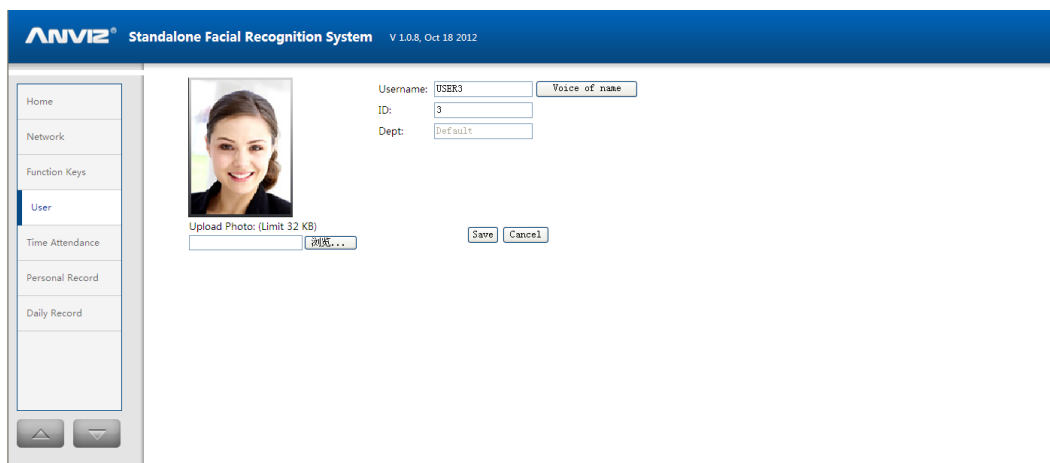 ANVIZ® Standalone Facial Recognition System V 1.0.8, Oct 18 2012
Home
Network
Function Keys
User
Time Attendance
Personal Record
Daily Record
Username: USER3 Voice of name
ID: 3
Dept: Default
Upload Photo: (Limit 32 KB)
浏览...
Save Cancel